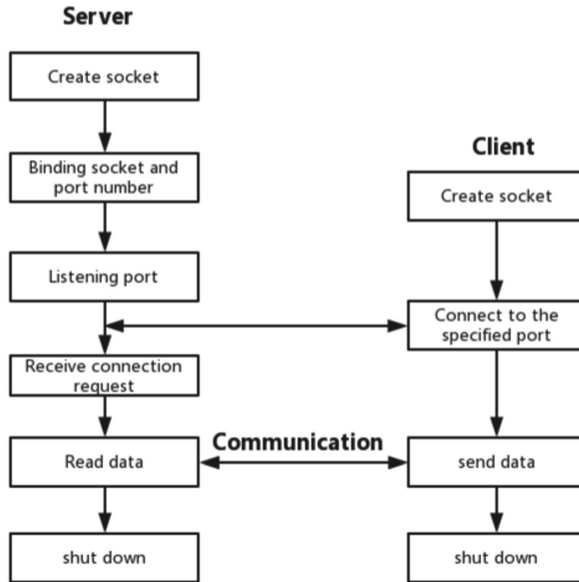 Server
Create socket
Binding socket and
port number
Listening port
Receive connection
request
Read data
shut down
Communication
Client
Create socket
Connect to the
specified port
send data
shut down